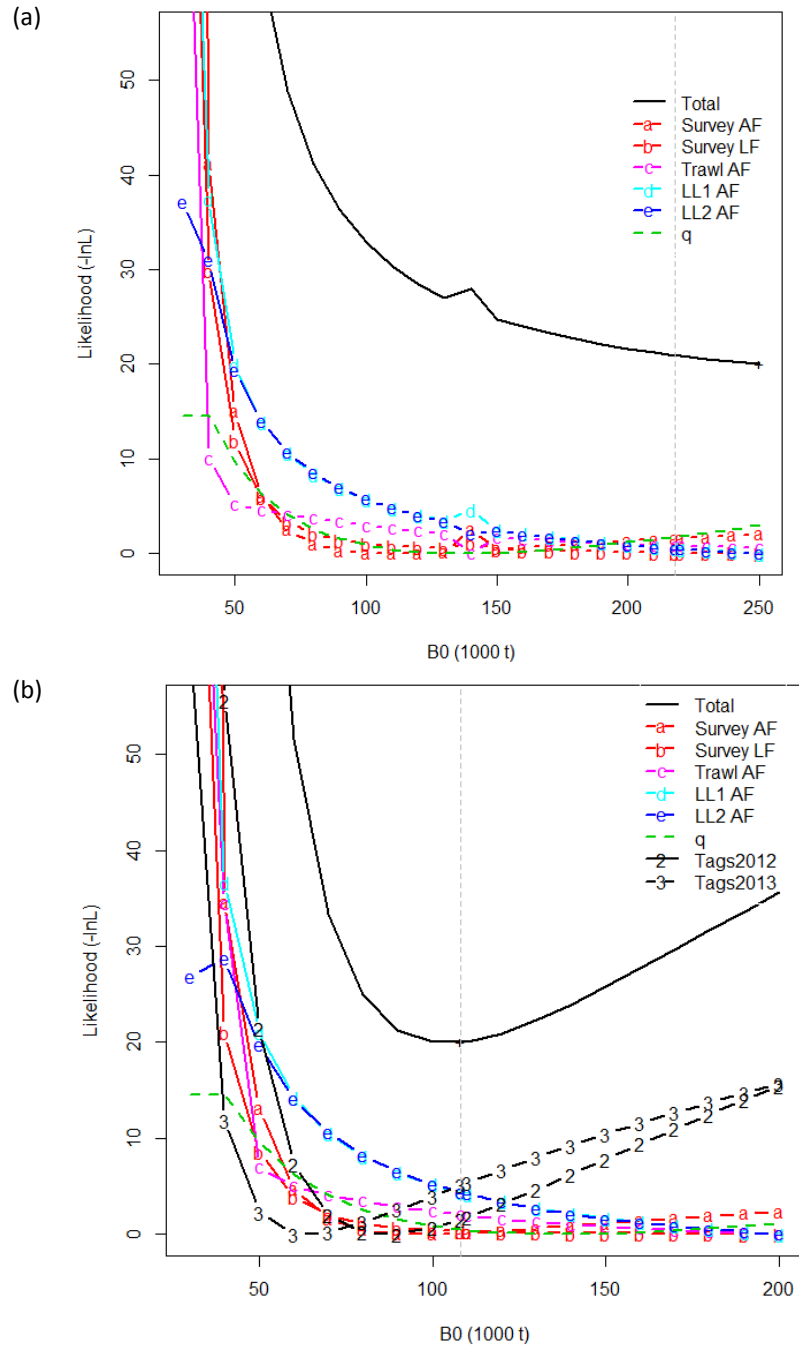 (a)
50
40
30
20
10
0
Likelihood (-lnL)
Total
a Survey AF
b Survey LF
c Trawl AF
d LL1 AF
e LL2 AF
q
50
100
150
200
250
B0 (1000 t)
(b)
50
40
30
20
10
0
Likelihood (-lnL)
Total
a Survey AF
b Survey LF
c Trawl AF
d LL1 AF
e LL2 AF
q
2 Tags2012
3 Tags2013
50
100
150
200
B0 (1000 t)